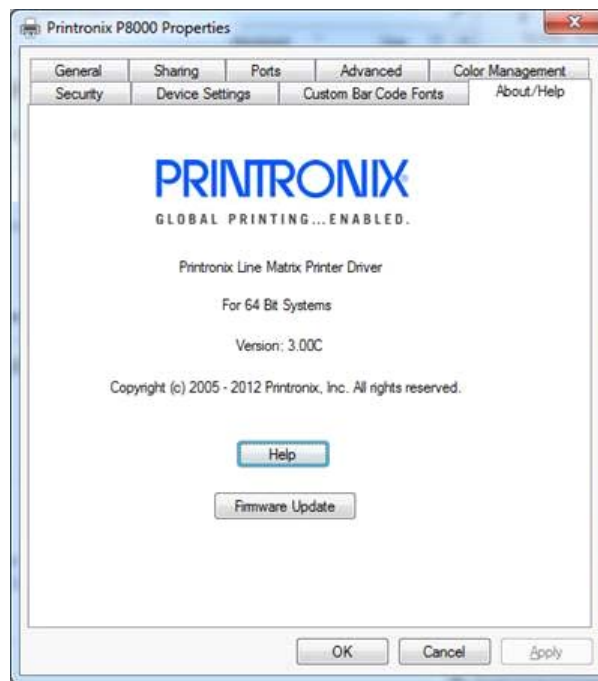 Printronix P8000 Properties
General Sharing Ports Advanced Color Management
Security Device Settings Custom Bar Code Fonts About/Help
PRINTRONIX
GLOBAL PRINTING...ENABLED.
Printronix Line Matrix Printer Driver
For 64 Bit Systems
Version: 3.00C
Copyright (c) 2005 - 2012 Printronix, Inc. All rights reserved.
Help
Firmware Update
OK Cancel Apply